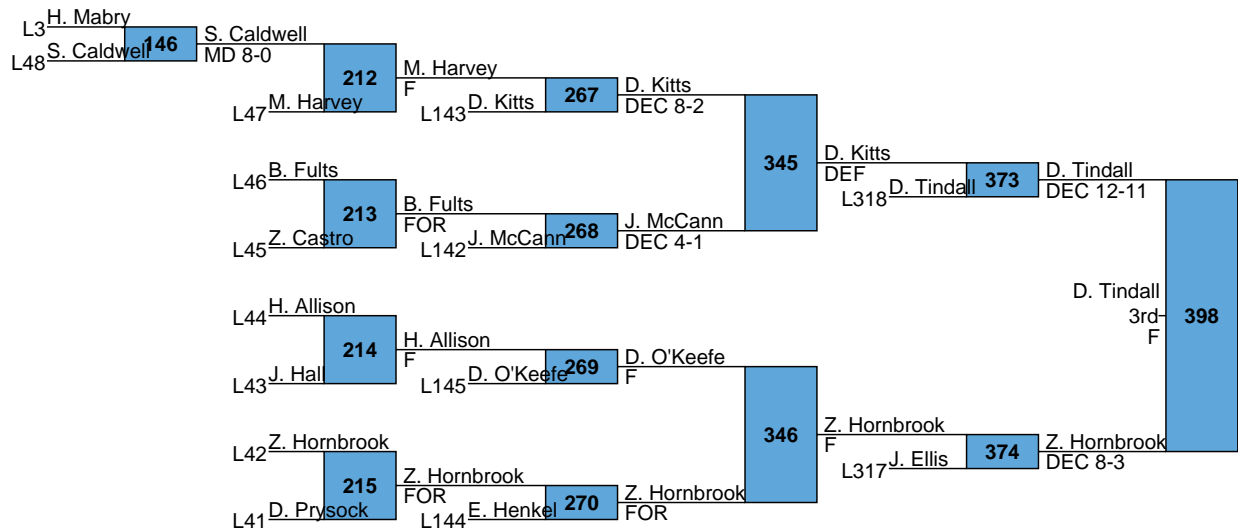 H. Mabry
L3
146
S. Caldwell
L48
S. Caldwell
MD 8-0
212
M. Harvey
L47
M. Harvey
F
267
D. Kitts
L143
D. Kitts
DEC 8-2
B. Fults
L46
213
Z. Castro
L45
B. Fults
FOR
268
J. McCann
L142
J. McCann
DEC 4-1
345
D. Kitts
DEF
D. Tindall
L318
373
D. Tindall
DEC 12-11
H. Allison
L44
214
J. Hall
L43
H. Allison
F
269
D. O'Keefe
L145
D. O'Keefe
F
Z. Hornbrook
L42
215
D. Prysock
L41
Z. Hornbrook
FOR
270
E. Henkel
L144
Z. Hornbrook
FOR
346
Z. Hornbrook
F
J. Ellis
L317
374
Z. Hornbrook
DEC 8-3
D. Tindall
3rd
F
398